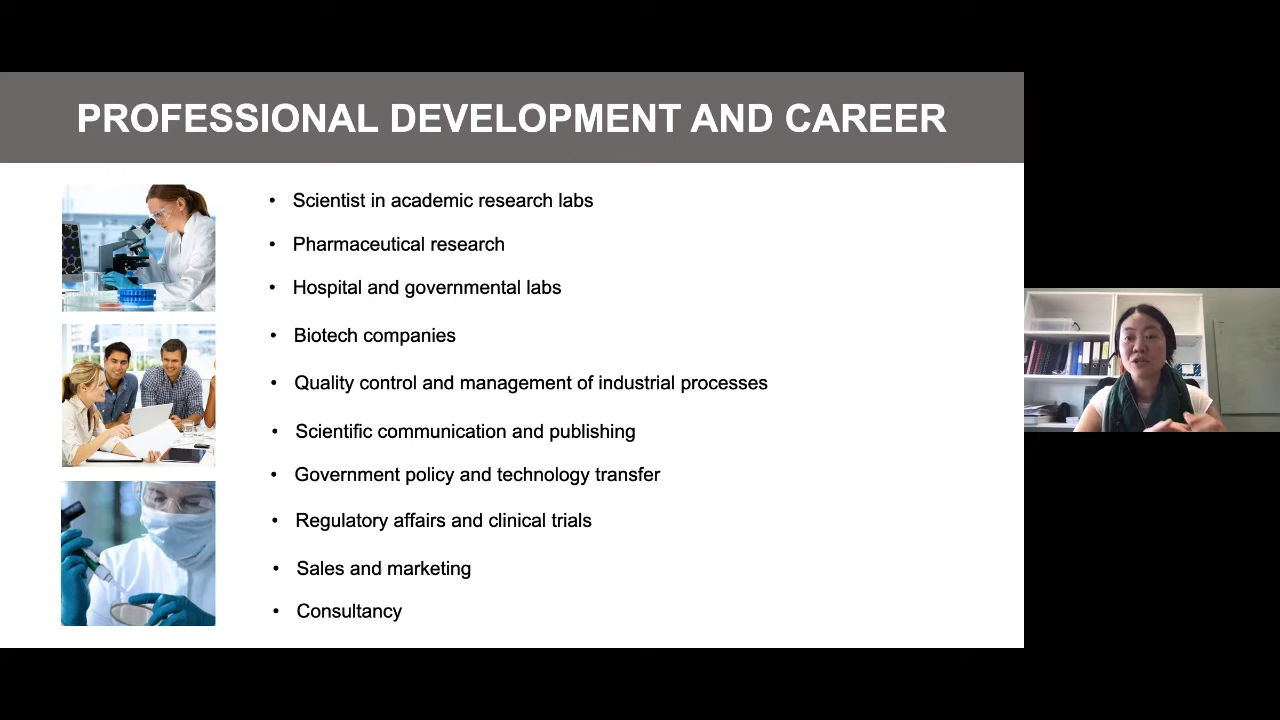 PROFESSIONAL DEVELOPMENT AND CAREER
• Scientist in academic research labs
• Pharmaceutical research
• Hospital and governmental labs
• Biotech companies
• Quality control and management of industrial processes
• Scientific communication and publishing
• Government policy and technology transfer
• Regulatory affairs and clinical trials
• Sales and marketing
• Consultancy